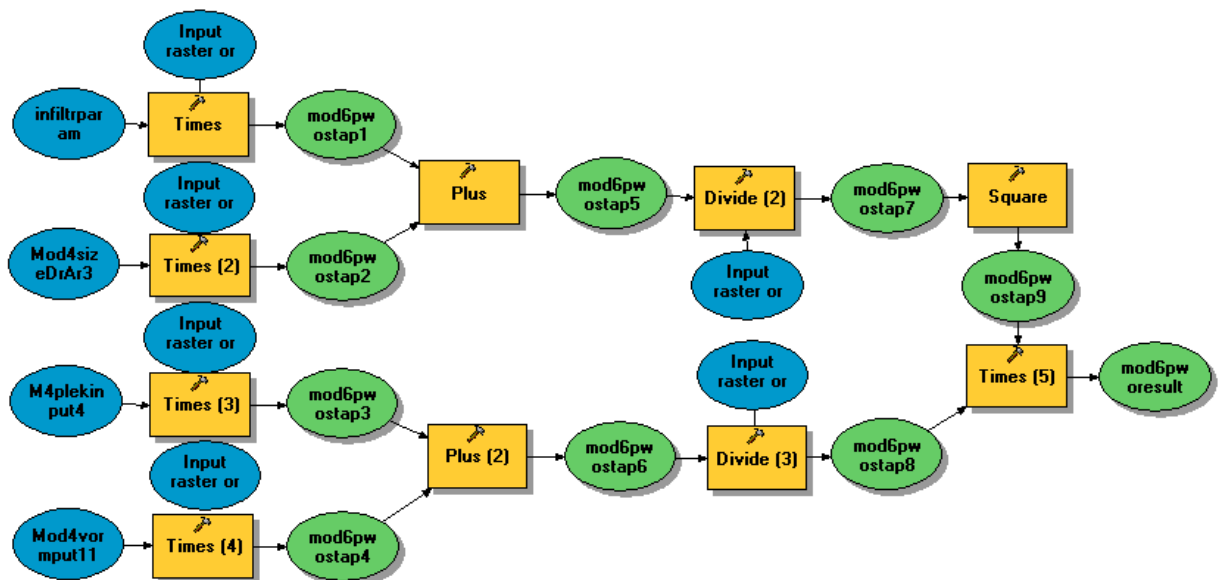 Input
raster or
infiltrpar
am
Times
mod6pw
ostap1
Input
raster or
Plus
mod6pw
ostap5
Divide (2)
mod6pw
ostap7
Square
Mod4siz
eDrAr3
Times (2)
mod6pw
ostap2
Input
raster or
mod6pw
ostap9
Input
raster or
Input
raster or
M4plekin
put4
Times (3)
mod6pw
ostap3
Times (5)
mod6pw
oresult
Input
raster or
Plus (2)
mod6pw
ostap6
Divide (3)
mod6pw
ostap8
Mod4vor
mput11
Times (4)
mod6pw
ostap4